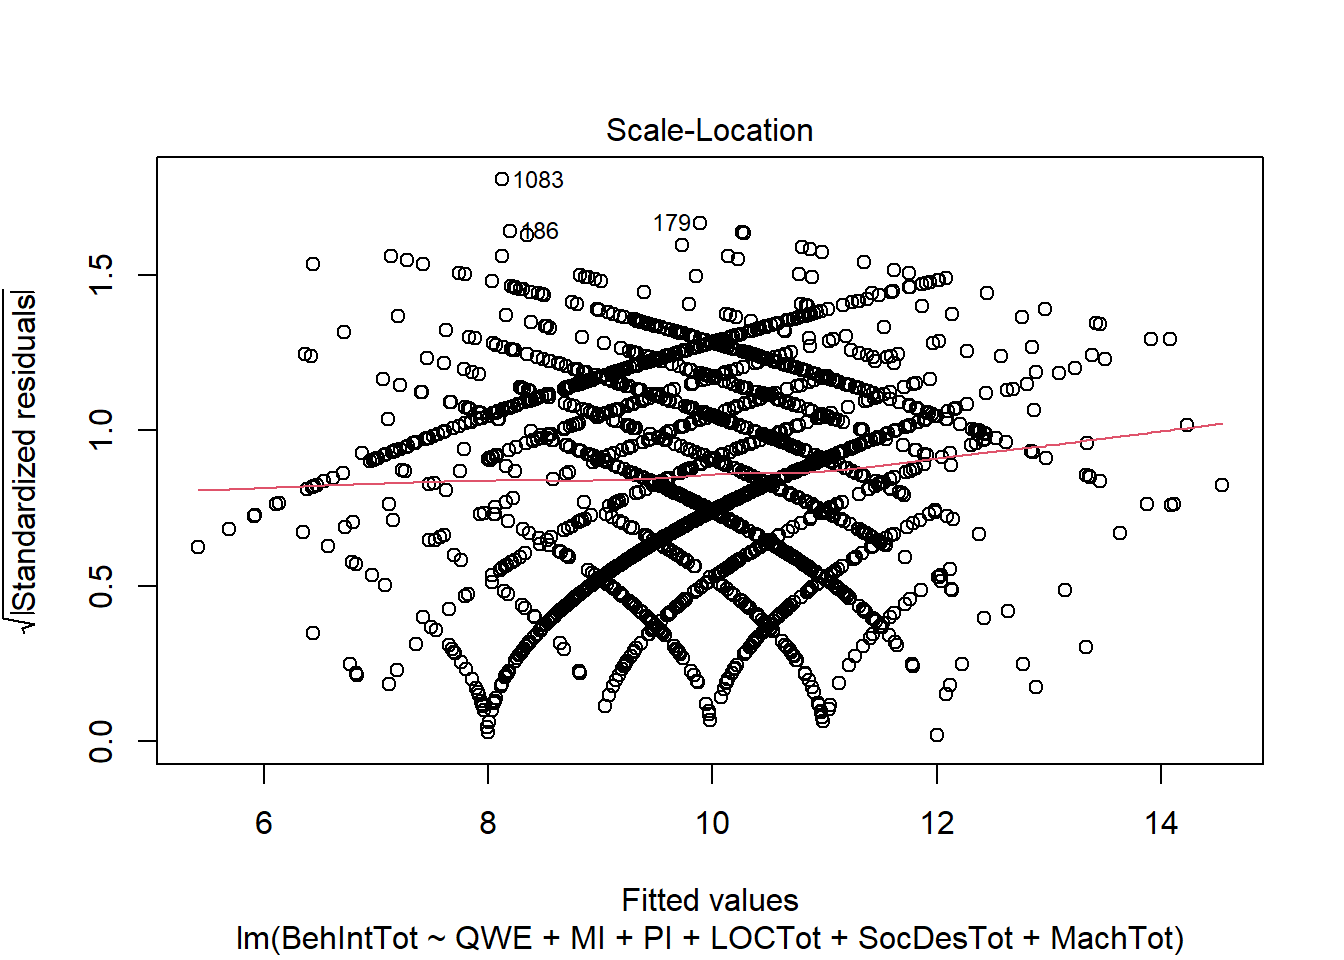 Scale-Location
√|Standardized residuals|
1.5
1.0
0.5
0.0
1083
186
179
6 8 10 12 14
Fitted values
lm(BehIntTot ~ QWE + MI + PI + LOCTot + SocDesTot + MachTot)